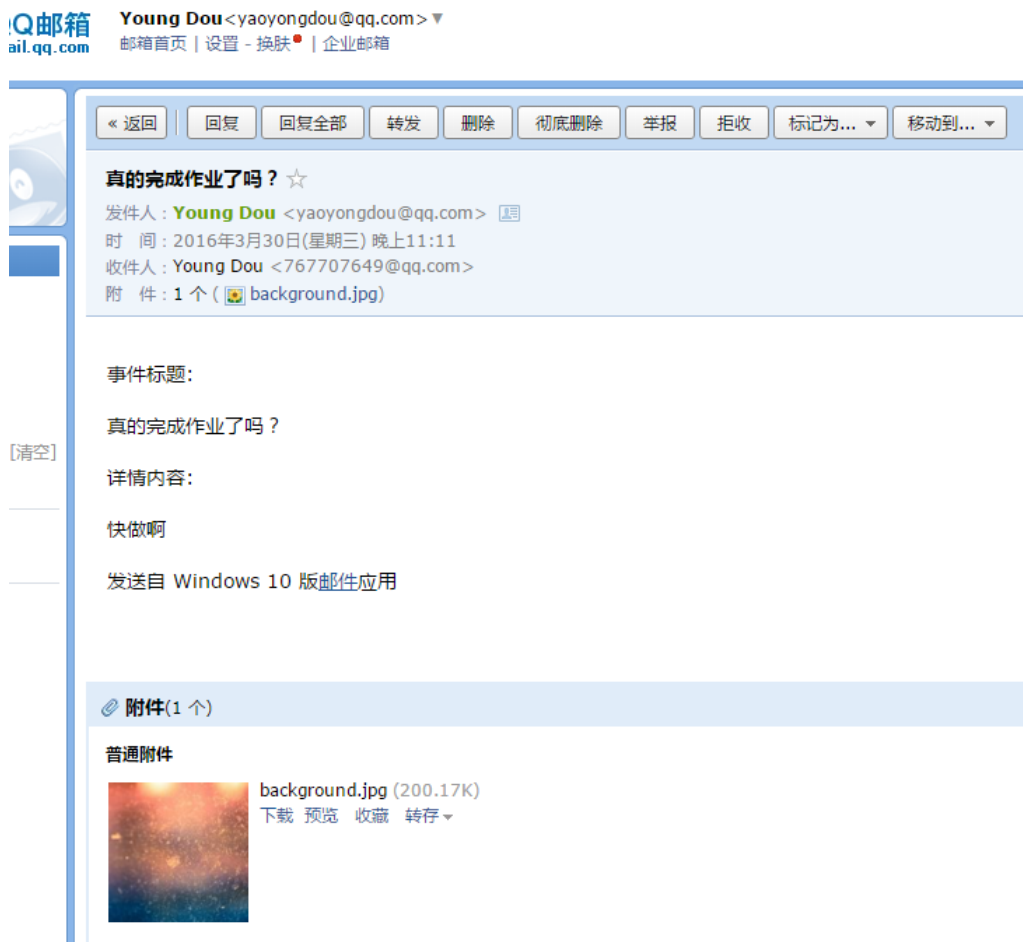 QQ邮箱
Young Dou<yaoyongdou@qq.com>
ail.qq.com
邮箱首页 | 设置 - 换肤 | 企业邮箱
« 返回 回复 回复全部 转发 删除 彻底删除 举报 拒收 标记为... 移动到...
真的完成作业了吗？
发件人：Young Dou <yaoyongdou@qq.com>
时 间：2016年3月30日(星期三) 晚上11:11
收件人：Young Dou <767707649@qq.com>
附 件：1 个 ( background.jpg)
事件标题：
真的完成作业了吗？
[清空]
详情内容：
快做啊
发送自 Windows 10 版邮件应用
附件(1 个)
普通附件
background.jpg (200.17K)
下载 预览 收藏 转存